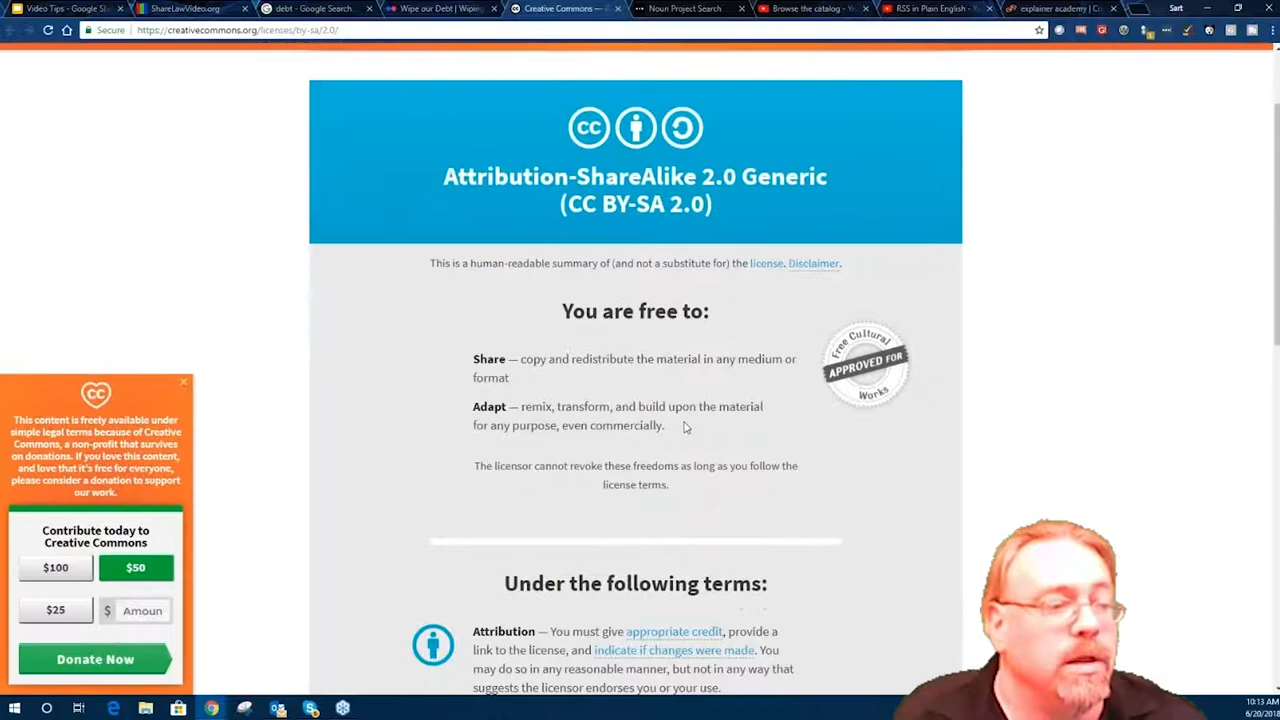 Video Tips - Google Sli
ShareLawVideo.org
debt - Google Search
Wipe our Debt | Wiping
Creative Commons —
Noun Project Search
Browse the catalog - You
RSS in Plain English - Y
explainer academy | Co
Sart
Secure
https://creativecommons.org/licenses/by-sa/2.0/
Attribution-ShareAlike 2.0 Generic
(CC BY-SA 2.0)
This is a human-readable summary of (and not a substitute for) the license. Disclaimer.
You are free to:
Share — copy and redistribute the material in any medium or
format
Adapt — remix, transform, and build upon the material
for any purpose, even commercially.
Free Cultural
APPROVED FOR
Works
The licensor cannot revoke these freedoms as long as you follow the
license terms.
Under the following terms:
Attribution — You must give appropriate credit, provide a
link to the license, and indicate if changes were made. You
may do so in any reasonable manner, but not in any way that
suggests the licensor endorses you or your use.
This content is freely available under
simple legal terms because of Creative
Commons, a non-profit that survives
on donations. If you love this content,
and love that it's free for everyone,
please consider a donation to support
our work.
Contribute today to
Creative Commons
$100
$50
$25
$ Amoun
Donate Now
10:13 AM
6/20/2018